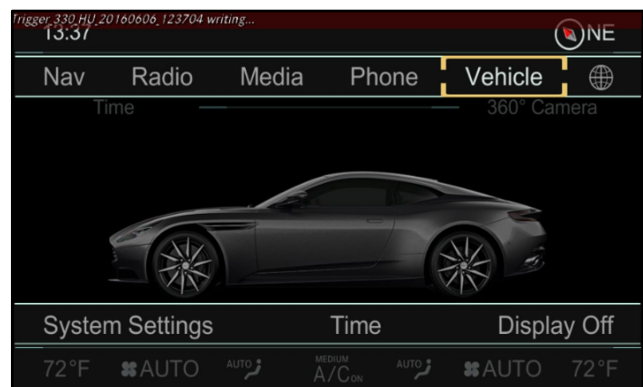 Trigger_330_HU_20160606_123704 writing...
13:37 NE
Nav Radio Media Phone Vehicle
Time 360° Camera
System Settings Time Display Off
72°F AUTO AUTO MEDIUM A/C ON AUTO AUTO 72°F